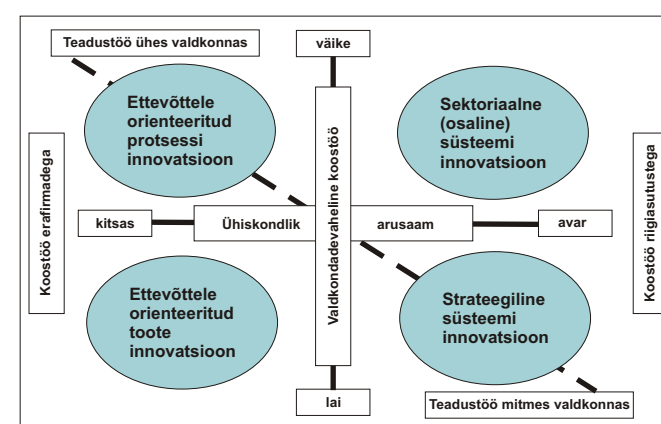 Teadustöö ühes valdkonnas
väike
Ettevõttele
orienteeritud
protsessi
innovatsioon
Sektoriaalne
(osaline)
süsteemi
innovatsioon
Koostöö erafirmadega
Valdkondadevaheline koostöö
Koostöö riigiasutustega
kitsas
Ühiskondlik
arusaam
avar
Ettevõttele
orienteeritud
toote
innovatsioon
Strateegiline
süsteemi
innovatsioon
lai
Teadustöö mitmes valdkonnas